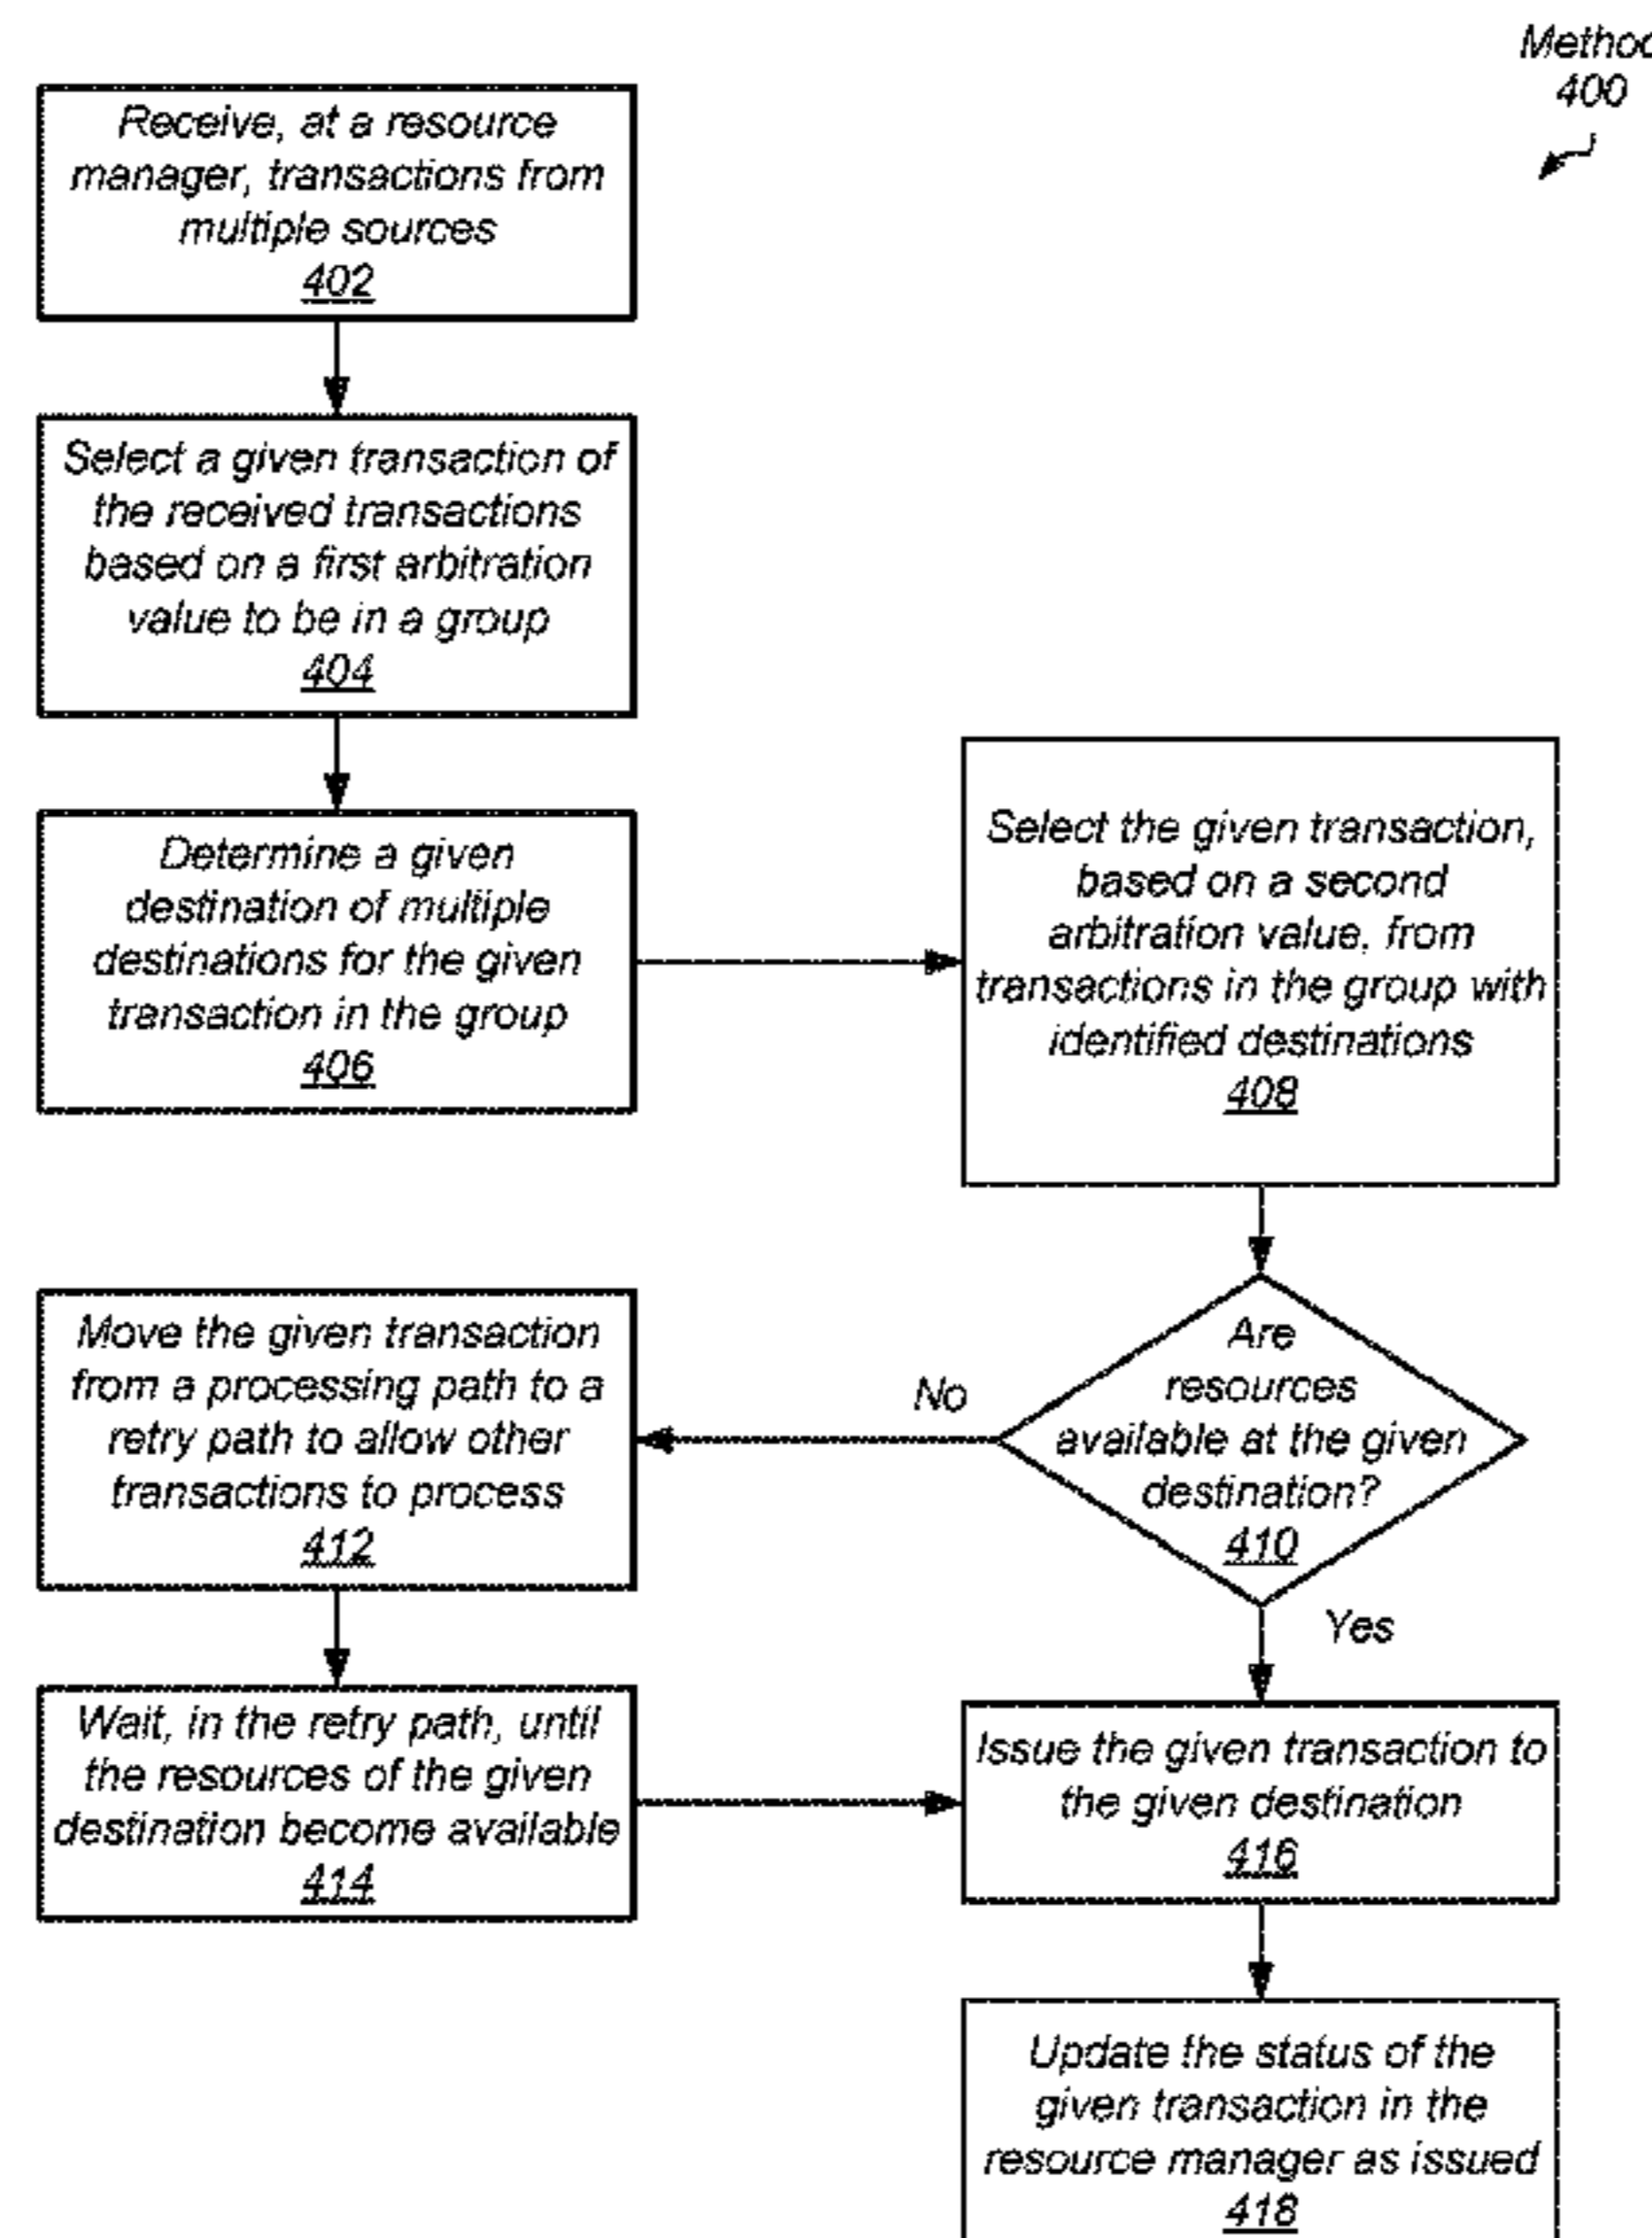 Method
400
Receive, at a resource
manager, transactions from
multiple sources
402
Select a given transaction of
the received transactions
based on a first arbitration
value to be in a group
404
Determine a given
destination of multiple
destinations for the given
transaction in the group
406
Select the given transaction,
based on a second
arbitration value, from
transactions in the group with
identified destinations
408
Are
resources
available at the given
destination?
410
No
Yes
Move the given transaction
from a processing path to a
retry path to allow other
transactions to process
412
Wait, in the retry path, until
the resources of the given
destination become available
414
Issue the given transaction to
the given destination
416
Update the status of the
given transaction in the
resource manager as issued
418